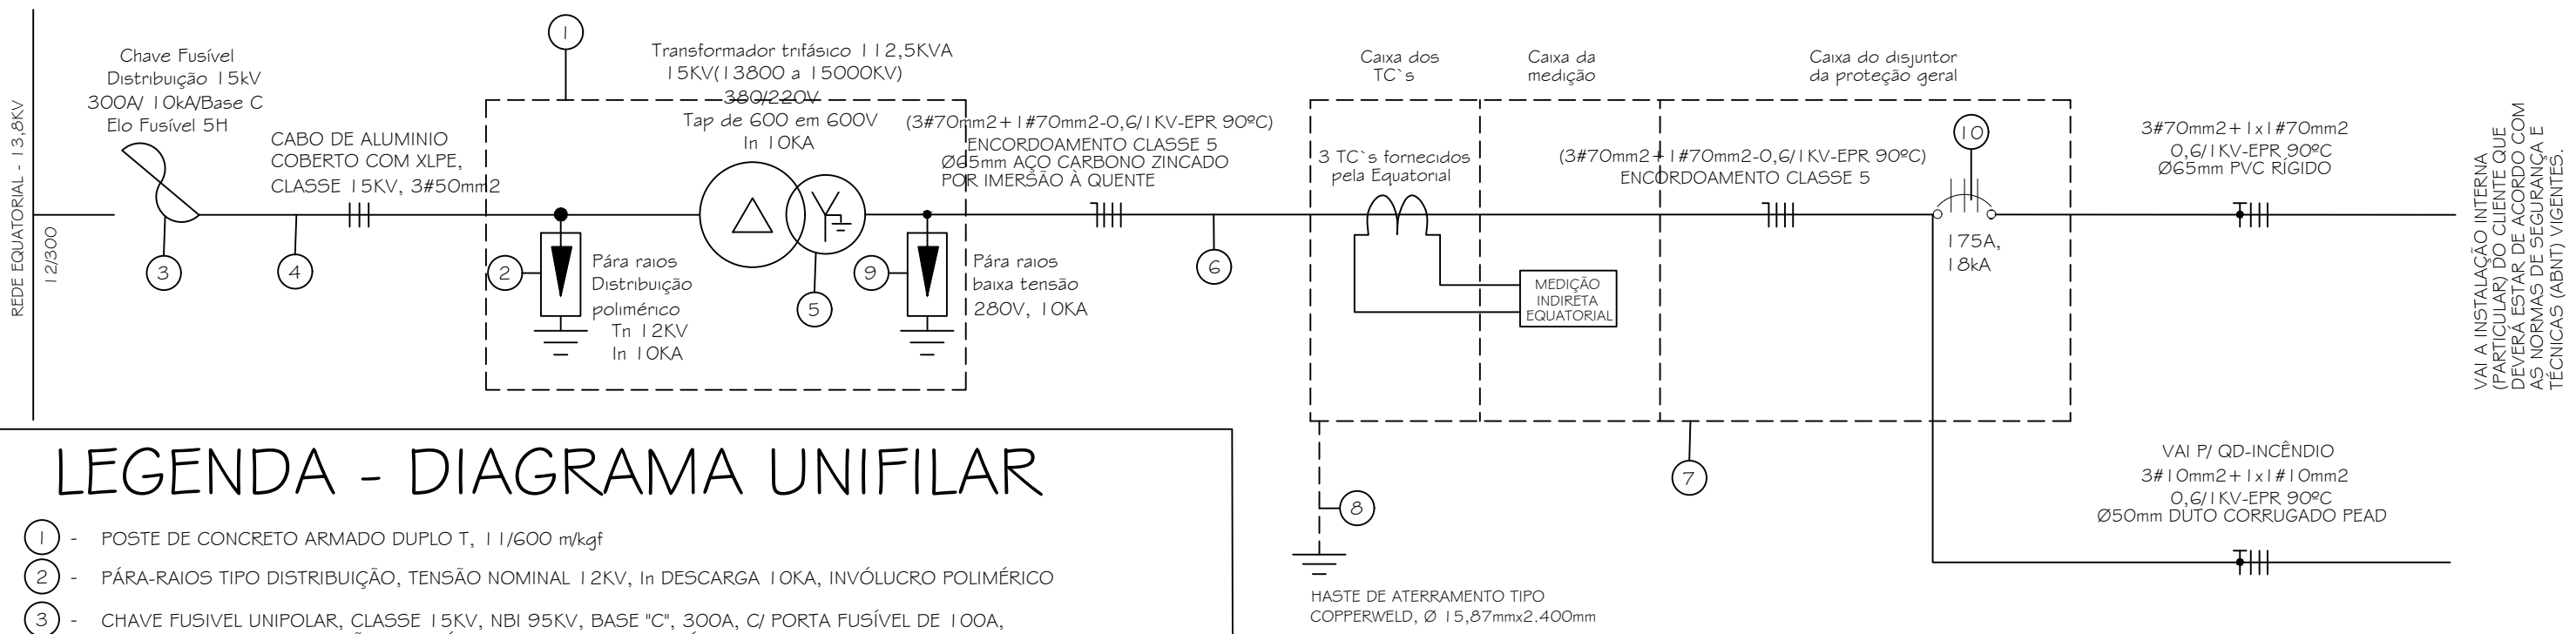 REDE EQUATORIAL - 13,8KV
12/300
Chave Fusível
Distribuição 15kV
300A/ 10kA/Base C
Elo Fusível 5H
3
CABO DE ALUMINIO
COBERTO COM XLPE,
CLASSE 15KV, 3#50mm2
4
1
Transformador trifásico 112,5KVA
15KV(13800 a 15000KV)
380/220V
Tap de 600 em 600V
In 10KA
2
Pára raios
Distribuição
polimérico
Tn 12KV
In 10KA
5
9
Pára raios
baixa tensão
280V, 10KA
(3#70mm2+1#70mm2-0,6/1KV-EPR 90ºC)
ENCORDOAMENTO CLASSE 5
Ø65mm AÇO CARBONO ZINCADO
POR IMERSÃO À QUENTE
6
Caixa dos
TC`s
3 TC`s fornecidos
pela Equatorial
Caixa da
medição
MEDIÇÃO
INDIRETA
EQUATORIAL
Caixa do disjuntor
da proteção geral
(3#70mm2+1#70mm2-0,6/1KV-EPR 90ºC)
ENCORDOAMENTO CLASSE 5
10
175A,
18kA
7
8
HASTE DE ATERRAMENTO TIPO
COPPERWELD, Ø 15,87mmx2.400mm
3#70mm2+1x1#70mm2
0,6/1KV-EPR 90ºC
Ø65mm PVC RÍGIDO
VAI A INSTALAÇÃO INTERNA
(PARTICULAR) DO CLIENTE QUE
DEVERÁ ESTAR DE ACORDO COM
AS NORMAS DE SEGURANÇA E
TÉCNICAS (ABNT) VIGENTES.
VAI P/ QD-INCÊNDIO
3#10mm2+1x1#10mm2
0,6/1KV-EPR 90ºC
Ø50mm DUTO CORRUGADO PEAD
LEGENDA - DIAGRAMA UNIFILAR
1 - POSTE DE CONCRETO ARMADO DUPLO T, 11/600 m/kgf
2 - PÁRA-RAIOS TIPO DISTRIBUIÇÃO, TENSÃO NOMINAL 12KV, In DESCARGA 10KA, INVÓLUCRO POLIMÉRICO
3 - CHAVE FUSIVEL UNIPOLAR, CLASSE 15KV, NBI 95KV, BASE "C", 300A, C/ PORTA FUSÍVEL DE 100A,